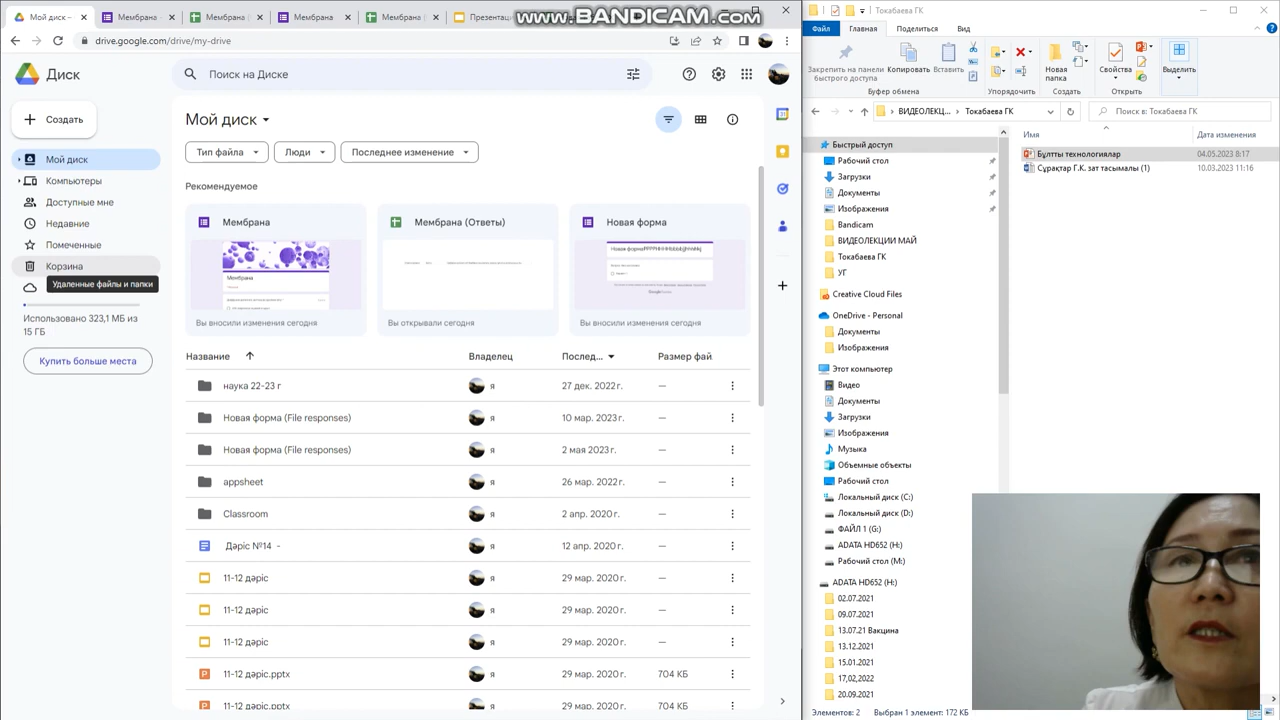 Мой диск -
Мембрана
Мембрана (
Мембрана
Мембрана (
Презентаци
www.BANDICAM.com
drive.google.com/drive/my-drive
Диск
Поиск на Диске
Создать
Мой диск
Компьютеры
Доступные мне
Недавние
Помеченные
Корзина
Удаленные файлы и папки
Использовано 323,1 МБ из
15 ГБ
Купить больше места
Мой диск
Тип файла
Люди
Последнее изменение
Рекомендуемое
Мембрана
Вы вносили изменения сегодня
Мембрана (Ответы)
Вы открывали сегодня
Новая форма
Вы вносили изменения сегодня
Название
Владелец
Послед...
Размер фай
наука 22-23 г
я
27 дек. 2022 г.
—
Новая форма (File responses)
я
10 мар. 2023 г.
—
Новая форма (File responses)
я
2 мая 2023 г.
—
appsheet
я
2 мар. 2022 г.
—
Classroom
я
2 апр. 2020 г.
—
Дәріс №14 -
я
—
11-12 дәріс
я
29 мар. 2020 г.
—
11-12 дәріс
я
29 мар. 2020 г.
—
11-12 дәріс
я
29 мар. 2020 г.
—
11-12 дәріс.pptx
я
29 мар. 2020 г.
704 КБ
11-12 дәріс.pptx
я
29 мар. 2020 г.
704 КБ
Токабаева ГК
Файл
Главная
Поделиться
Вид
Закрепить на панели
быстрого доступа
Копировать
Вставить
Буфер обмена
Упорядочить
Новая
папка
Создать
Свойства
Открыть
Выделить
ВИДЕОЛЕКЦ...
Токабаева ГК
Поиск в: Токабаева ГК
Быстрый доступ
Рабочий стол
Загрузки
Документы
Изображения
Bandicam
ВИДЕОЛЕКЦИИ МАЙ
Токабаева ГК
УГ
Creative Cloud Files
OneDrive - Personal
Документы
Изображения
Этот компьютер
Видео
Документы
Загрузки
Изображения
Музыка
Объемные объекты
Рабочий стол
Локальный диск (C:)
Локальный диск (D:)
ФАЙЛ 1 (G:)
ADATA HD652 (H:)
Рабочий стол (M:)
ADATA HD652 (H:)
02.07.2021
09.07.2021
13.07.21 Вакцина
13.12.2021
15.01.2021
17,02,2022
20.09.2021
Имя
Дата изменения
Бұлтты технологиялар
04.05.2023 8:17
Сұрақтар Г.К. зат тасымалы (1)
10.03.2023 11:16
Элементов: 2
Выбран 1 элемент: 172 КБ